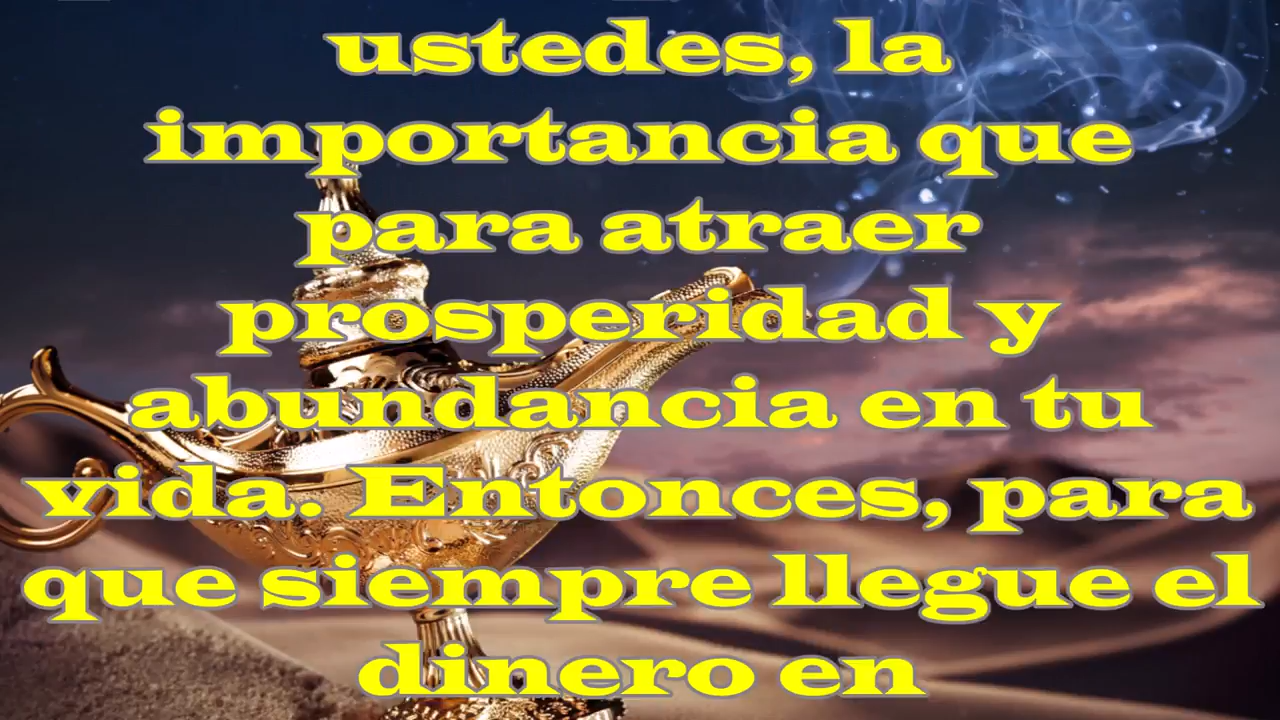 ustedes, la
importancia que
para atraer
prosperidad y
abundancia en tu
vida. Entonces, para
que siempre llegue el
dinero en